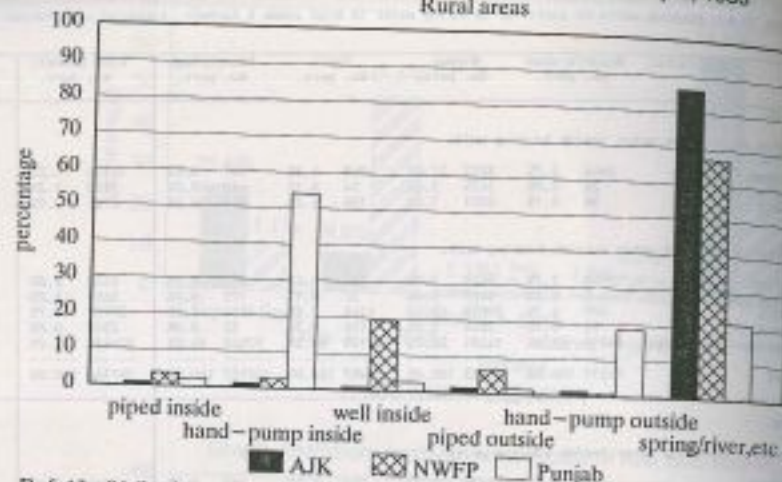 Rural areas
100
90
80
70
60
50
40
30
20
10
0
percentage
piped inside
hand-pump inside
well inside
piped outside
hand-pump outside
spring/river,etc
AJK
NWFP
Punjab